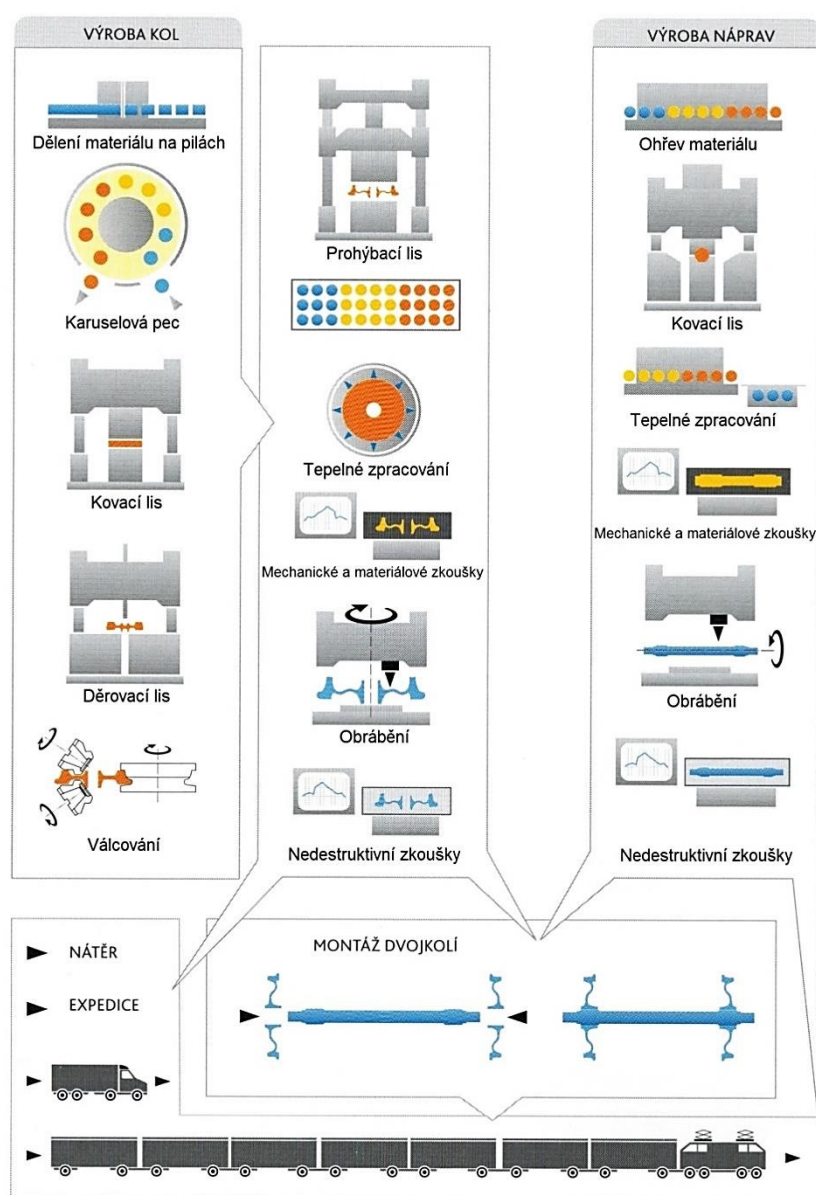 VÝROBA KOL
Dělení materiálu na pilách
Karuselová pec
Kovací lis
Děrovací lis
Válcování
Prohýbací lis
Tepelné zpracování
Mechanické a materiálové zkoušky
Obrábění
Nedestruktivní zkoušky
VÝROBA NÁPRAV
Ohřev materiálu
Kovací lis
Tepelné zpracování
Mechanické a materiálové zkoušky
Obrábění
Nedestruktivní zkoušky
MONTÁŽ DVOJKOLÍ
NÁTĚR
EXPEDICE